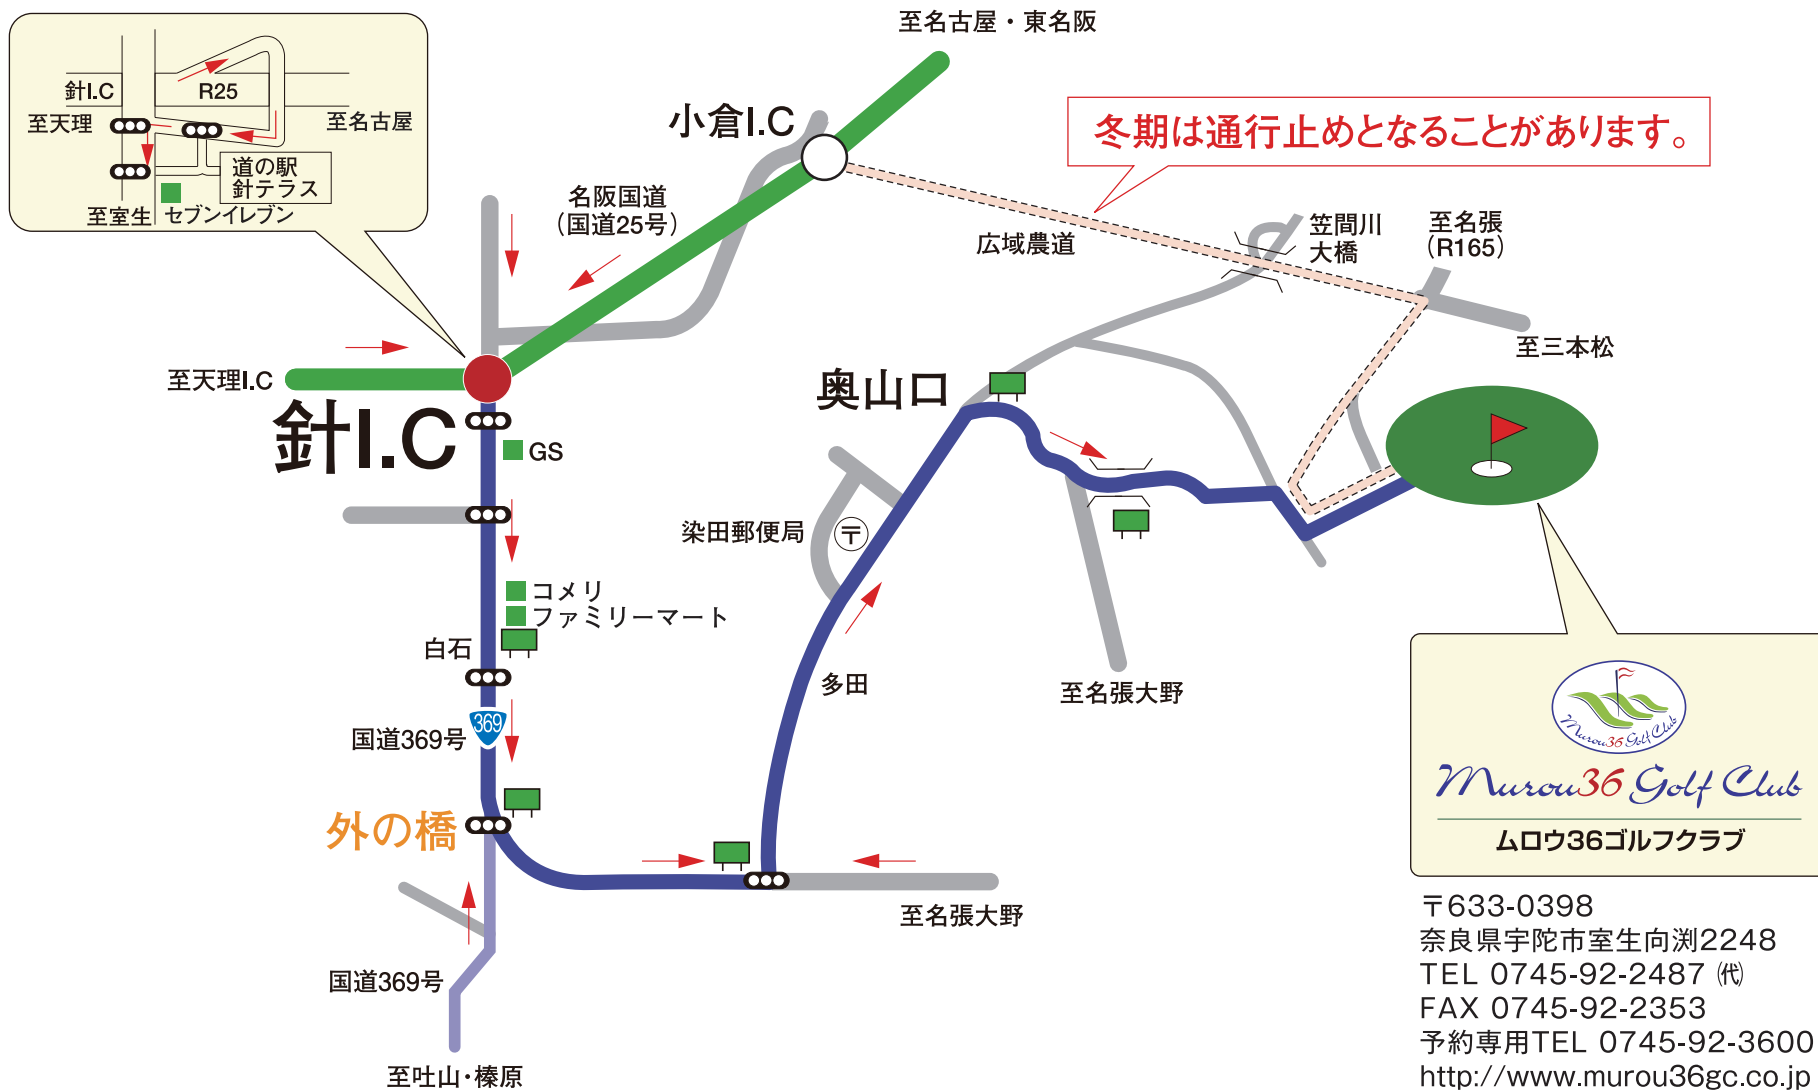 至名古屋・東名阪
針I.C
R25
至天理
至名古屋
道の駅
針テラス
至室生
セブンイレブン
小倉I.C
冬期は通行止めとなることがあります。
名阪国道
(国道25号)
広域農道
笠間川
大橋
至名張
(R165)
至三本松
至天理I.C
針I.C
奥山口
GS
染田郵便局
〒
コメリ
ファミリーマート
白石
多田
至名張大野
国道369号
369
外の橋
至名張大野
国道369号
至吐山・榛原
Murou36 Golf Club
Murou36 Golf Club
ムロウ36ゴルフクラブ
〒633-0398
奈良県宇陀市室生向渕2248
TEL 0745-92-2487 ㈹
FAX 0745-92-2353
予約専用TEL 0745-92-3600
http://www.murou36gc.co.jp